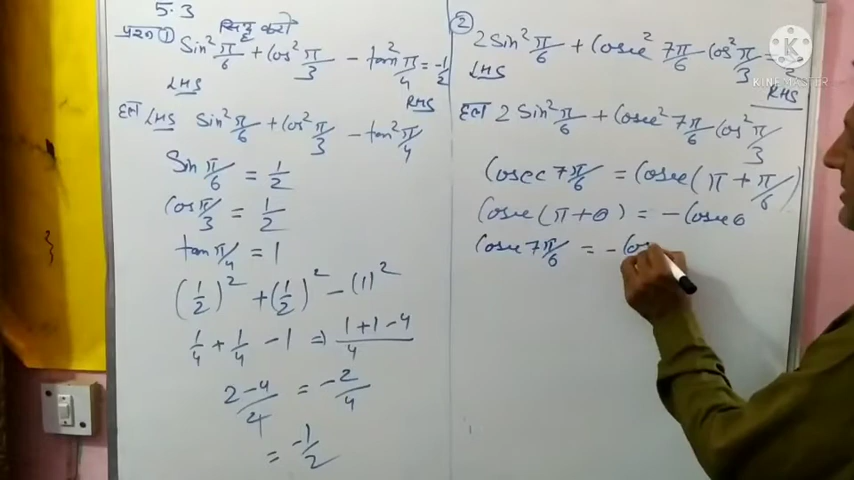 5.3
प्रश्न ① सिद्ध करो
Sin²π/6 + Cos²π/3 - tan²π/4 = -1/2
LHS
RHS
हल LHS Sin²π/6 + Cos²π/3 - tan²π/4
Sin π/6 = 1/2
Cos π/3 = 1/2
tan π/4 = 1
(1/2)² + (1/2)² - (1)²
1/4 + 1/4 - 1 ⇒ 1+1-4/4
2-4/4 = -2/4
= -1/2
② 2 Sin²π/6 + Cosec² 7π/6 Cos²π/3 = /2
LHS
RHS
हल 2 Sin²π/6 + Cosec² 7π/6 Cos²π/3
Cosec 7π/6 = Cosec(π + π/6)
Cosec(π+θ) = -Cosecθ
Cosec 7π/6 = -Cos
KINEMASTER